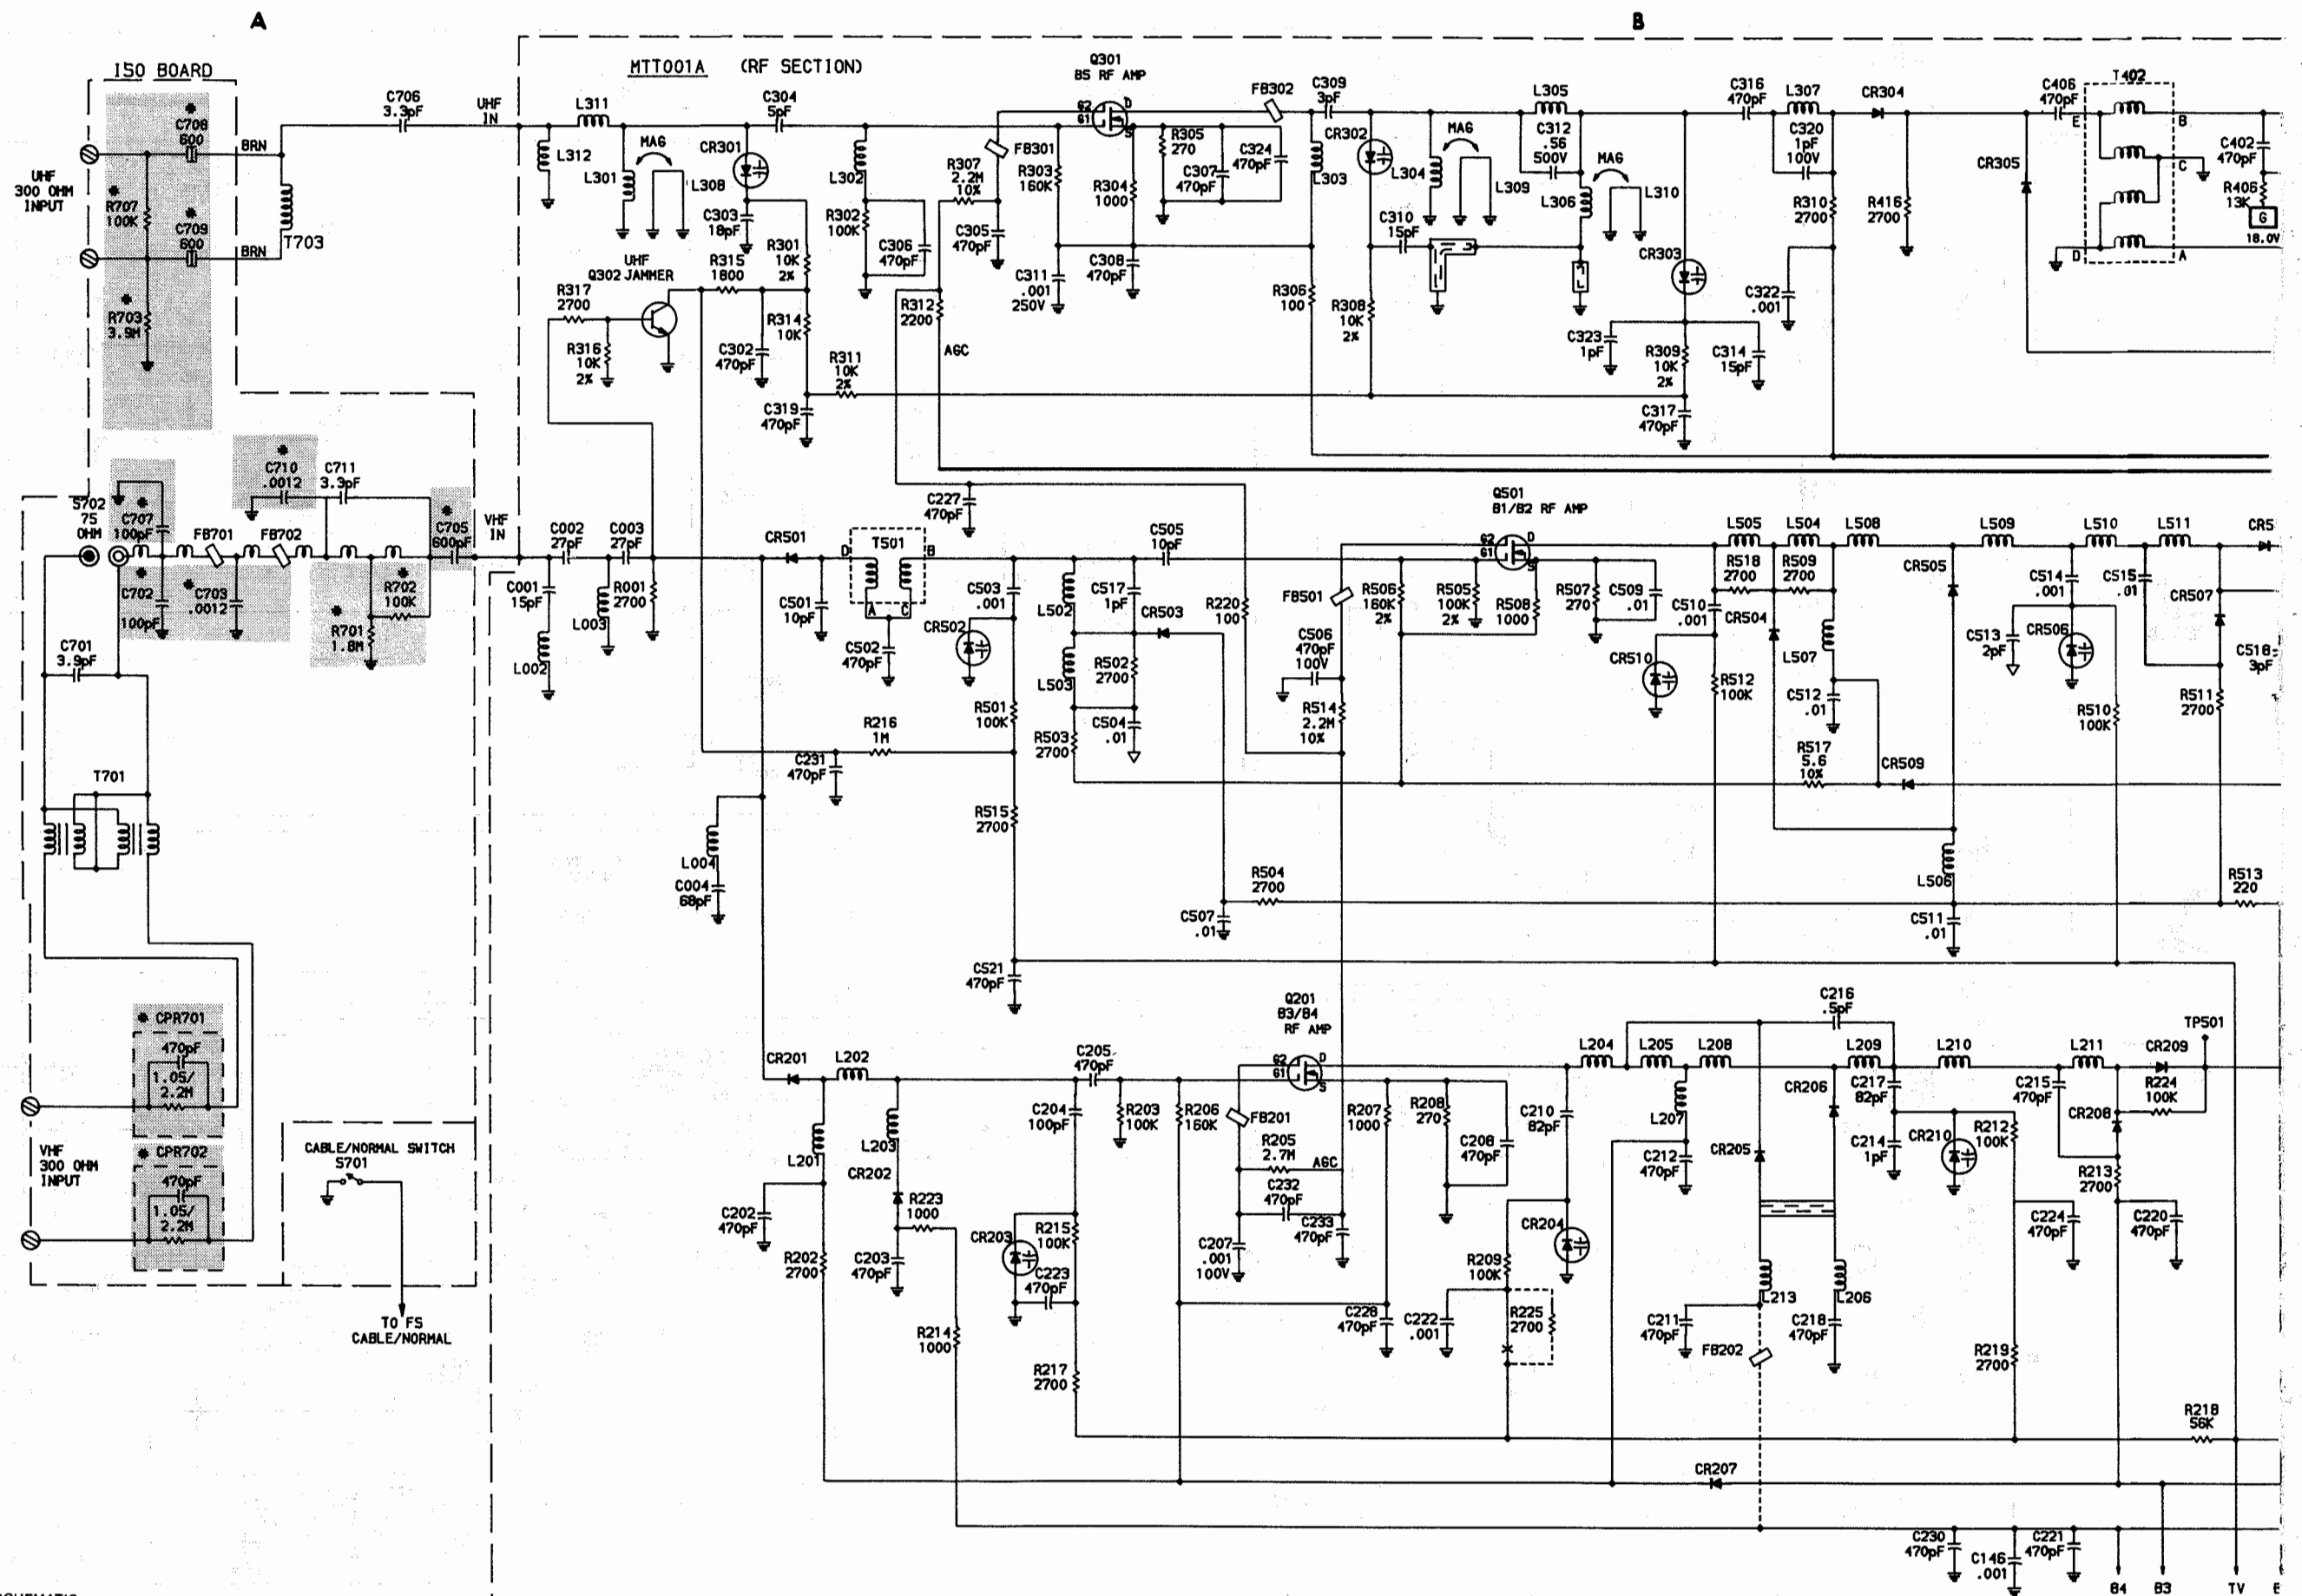 A
B
ISO BOARD
MTT001A (RF SECTION)
UHF
300 OHM
INPUT
C708
600
BRN
R707
100K
C709
600
BRN
T703
R703
3.9M
C706
3.3pF
UHF
IN
L311
L312
L301
MAG
L308
CR301
C303
18pF
C304
5pF
L302
R302
100K
C306
470pF
R301
10K
2%
R315
1800
UHF
Q302 JAMMER
R317
2700
R316
10K
2%
C302
470pF
R314
10K
R311
10K
2%
C319
470pF
R312
2200
AGC
R307
2.2M
10%
C305
470pF
FB301
Q301
B5 RF AMP
G2
G1
D
S
R303
160K
R304
1000
R305
270
C307
470pF
C324
470pF
C311
.001
250V
C308
470pF
FB302
C309
3pF
L303
R306
100
CR302
C310
15pF
R308
10K
2%
L304
MAG
L309
L305
C312
.56
500V
MAG
L306
L310
CR303
C323
1pF
R309
10K
2%
C314
15pF
C317
470pF
C316
470pF
L307
C320
1pF
100V
R310
2700
C322
.001
CR304
R416
2700
CR305
C406
470pF
T402
E
B
C
D
A
C402
470pF
R406
13K
G
18.0V
S702
75
OHM
C707
100pF
FB701
FB702
C710
.0012
C711
3.3pF
C705
600pF
VHF
IN
C702
100pF
C703
.0012
R702
100K
R701
1.8M
C701
3.9pF
T701
CPR701
470pF
1.05/
2.2M
CPR702
470pF
1.05/
2.2M
VHF
300 OHM
INPUT
CABLE/NORMAL SWITCH
S701
TO FS
CABLE/NORMAL
C002
27pF
C003
27pF
C001
15pF
L002
L003
R001
2700
CR501
C501
10pF
T501
D
B
A
C
C502
470pF
C227
470pF
C503
.001
CR502
R501
100K
L502
L503
C517
1pF
CR503
R502
2700
C504
.01
R503
2700
C505
10pF
R220
100
R216
1M
C231
470pF
L004
C004
68pF
R515
2700
C521
470pF
R504
2700
C507
.01
FB501
C506
470pF
100V
R514
2.2M
10%
Q501
B1/B2 RF AMP
G2
G1
D
S
R506
160K
2%
R505
100K
2%
R508
1000
R507
270
C509
.01
C510
.001
CR510
R512
100K
L505
R518
2700
CR504
L504
R509
2700
L508
L507
C512
.01
R517
5.6
10%
CR509
CR505
L509
C514
.001
C513
2pF
CR506
R510
100K
L510
C515
.01
L511
CR507
R511
2700
CR5
C518
3pF
L506
C511
.01
R513
220
CR201
L202
L201
C202
470pF
R202
2700
L203
CR202
C203
470pF
R223
1000
R214
1000
C204
100pF
C205
470pF
R203
100K
CR203
R215
100K
C223
470pF
R217
2700
R206
160K
Q201
B3/B4
RF AMP
G2
G1
D
S
FB201
R205
2.7M
AGC
C232
470pF
C207
.001
100V
C233
470pF
R207
1000
R208
270
C208
470pF
C228
470pF
C222
.001
R209
100K
R225
2700
C210
82pF
CR204
L204
L205
L208
L207
C212
470pF
CR205
CR206
L213
C211
470pF
L206
C218
470pF
FB202
C216
.5pF
L209
C217
82pF
C214
1pF
L210
CR210
R212
100K
C224
470pF
R219
2700
C215
470pF
L211
CR208
R213
2700
C220
470pF
CR209
R224
100K
TP501
R218
56K
CR207
C230
470pF
C146
.001
C221
470pF
B4
B3
TV